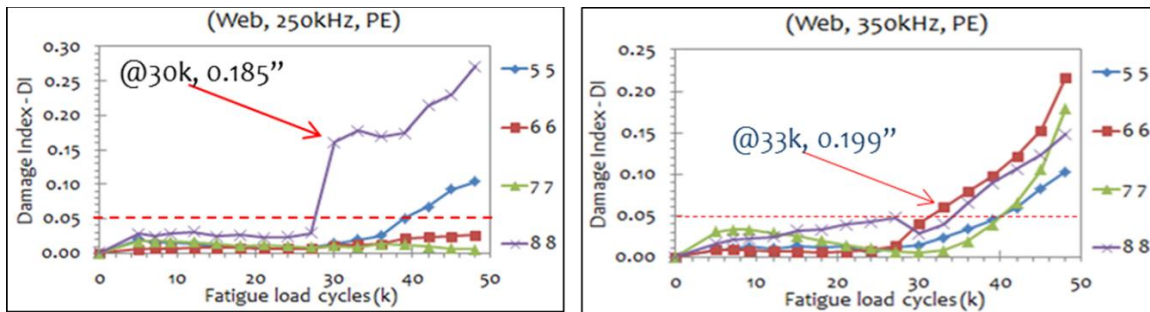 (Web, 250kHz, PE)
0.30
0.25
0.20
0.15
0.10
0.05
0.00
Damage Index - DI
@30k, 0.185”
0 10 20 30 40 50
Fatigue load cycles (k)
5 5
6 6
7 7
8 8
(Web, 350kHz, PE)
0.25
0.20
0.15
0.10
0.05
0.00
Damage Index - DI
@33k, 0.199”
0 10 20 30 40 50
Fatigue load cycles (k)
5 5
6 6
7 7
8 8